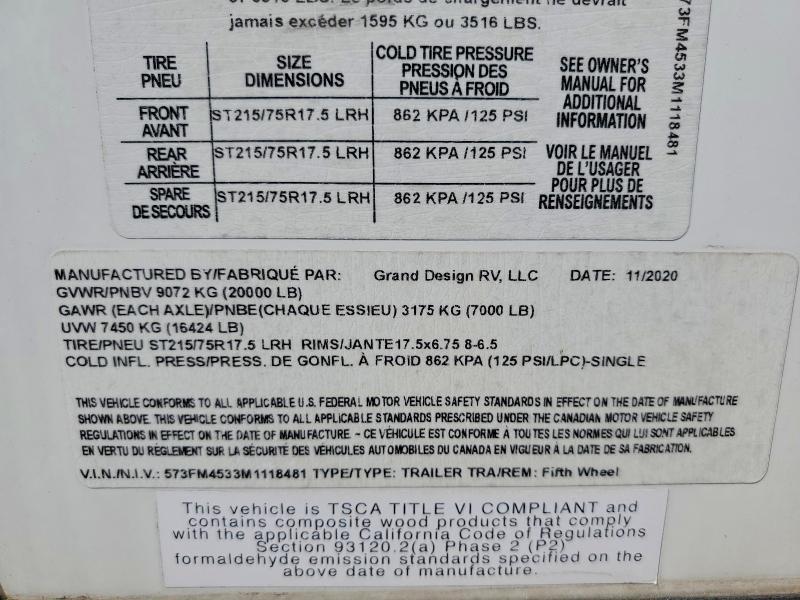 jamais excéder 1595 KG ou 3516 LBS.
TIRE PNEU SIZE DIMENSIONS COLD TIRE PRESSURE PRESSION DES PNEUS À FROID
FRONT AVANT ST215/75R17.5 LRH 862 KPA /125 PSI
REAR ARRIÈRE ST215/75R17.5 LRH 862 KPA /125 PSI
SPARE DE SECOURS ST215/75R17.5 LRH 862 KPA /125 PSI
SEE OWNER'S
MANUAL FOR
ADDITIONAL
INFORMATION
VOIR LE MANUEL
DE L'USAGER
POUR PLUS DE
RENSEIGNEMENTS
73FM4533M1118481
MANUFACTURED BY/FABRIQUÉ PAR: Grand Design RV, LLC DATE: 11/2020
GVWR/PNBV 9072 KG (20000 LB)
GAWR (EACH AXLE)/PNBE(CHAQUE ESSIEU) 3175 KG (7000 LB)
UVW 7450 KG (16424 LB)
TIRE/PNEU ST215/75R17.5 LRH RIMS/JANTE17.5x6.75 8-6.5
COLD INFL. PRESS/PRESS. DE GONFL. À FROID 862 KPA (125 PSI/LPC)-SINGLE
THIS VEHICLE CONFORMS TO ALL APPLICABLE U.S. FEDERAL MOTOR VEHICLE SAFETY STANDARDS IN EFFECT ON THE DATE OF MANUFACTURE
SHOWN ABOVE. THIS VEHICLE CONFORMS TO ALL APPLICABLE STANDARDS PRESCRIBED UNDER THE CANADIAN MOTOR VEHICLE SAFETY
REGULATIONS IN EFFECT ON THE DATE OF MANUFACTURE - CE VÉHICULE EST CONFORME À TOUTES LES NORMES QUI LUI SONT APPLICABLES
EN VERTU DU RÈGLEMENT SUR LA SÉCURITÉ DES VÉHICULES AUTOMOBILES DU CANADA EN VIGUEUR À LA DATE DE SA FABRICATION.
V.I.N./N.I.V.: 573FM4533M1118481 TYPE/TYPE: TRAILER TRA/REM: Fifth Wheel
This vehicle is TSCA TITLE VI COMPLIANT and
contains composite wood products that comply
with the applicable California Code of Regulations
Section 93120.2(a) Phase 2 (P2)
formaldehyde emission standards specified on the
above date of manufacture.